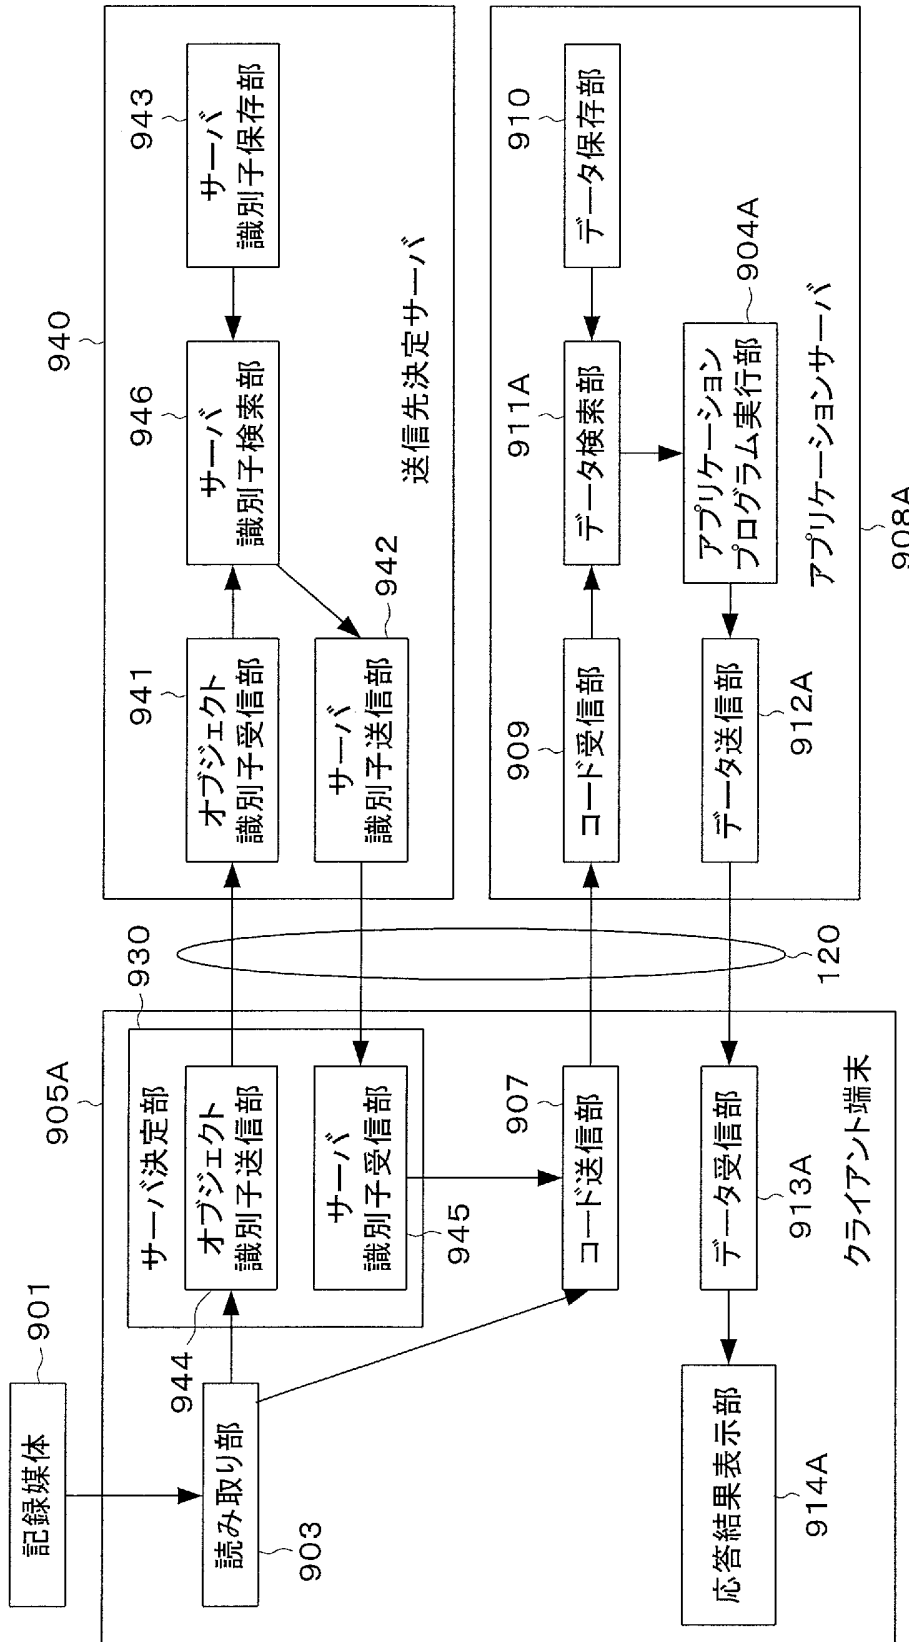 記録媒体
901
905A
読み取り部
903
サーバ決定部
930
オブジェクト
識別子送信部
944
サーバ
識別子受信部
945
コード送信部
907
データ受信部
913A
応答結果表示部
914A
クライアント端末
120
940
オブジェクト
識別子受信部
941
サーバ
識別子検索部
946
サーバ
識別子保存部
943
サーバ
識別子送信部
942
送信先決定サーバ
コード受信部
909
データ検索部
911A
データ保存部
910
アプリケーション
プログラム実行部
904A
データ送信部
912A
アプリケーションサーバ
908A